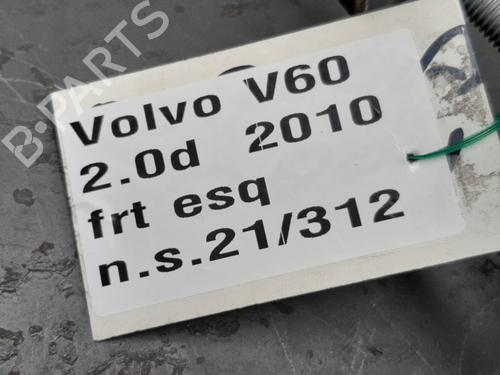 B-PARTS
Volvo V60
2.0d 2010
frt esq
n.s.21/312